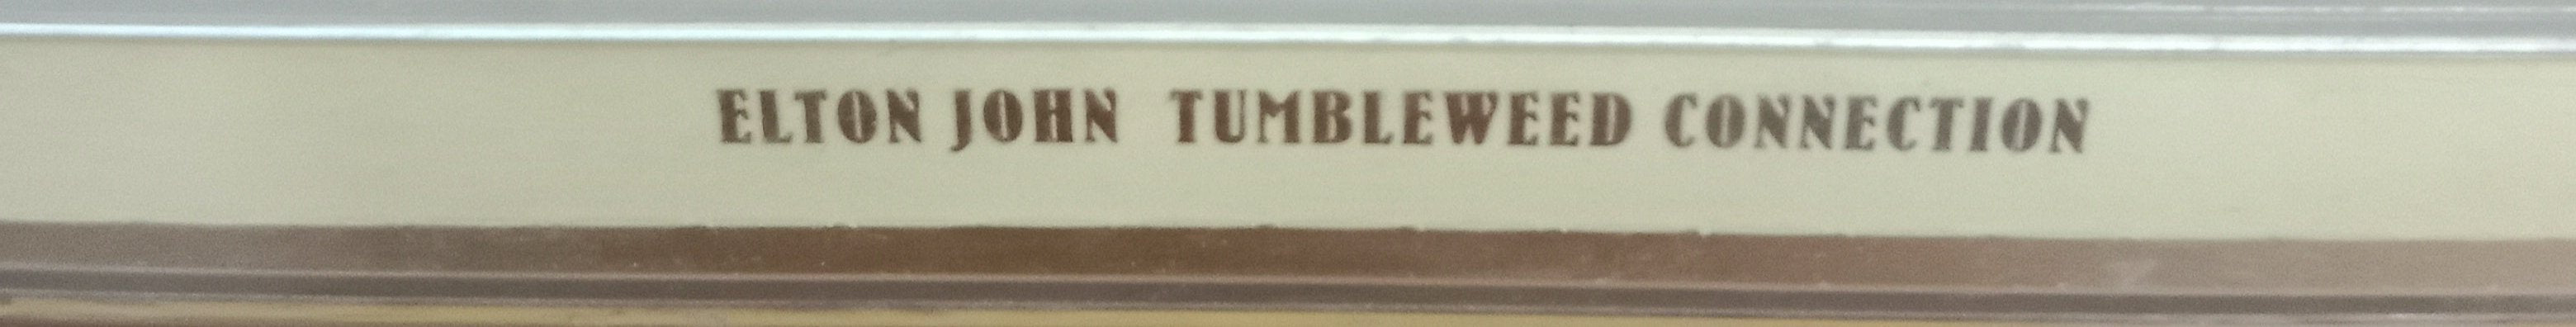 ELTON JOHN TUMBLEWEED CONNECTION